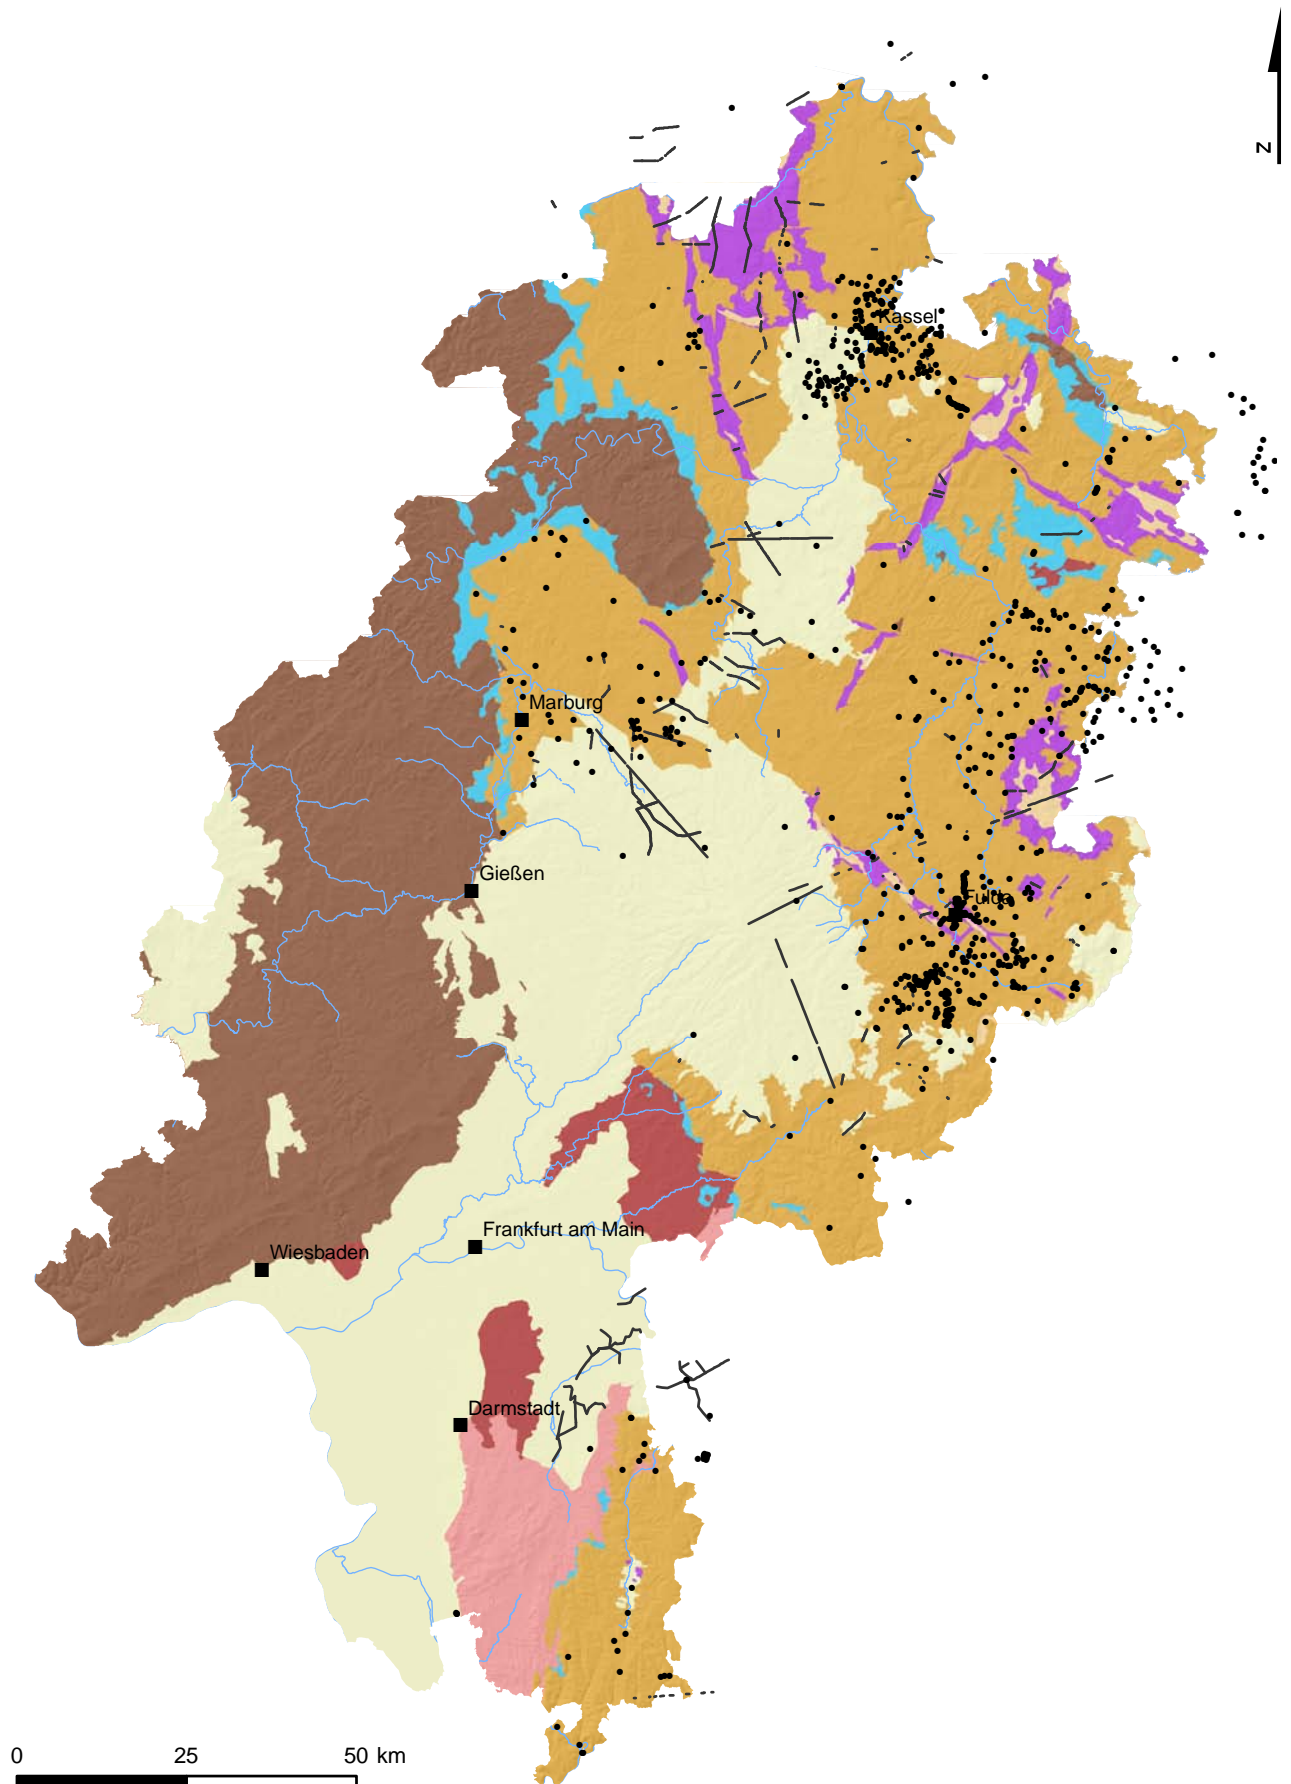 N
Kassel
Marburg
Gießen
Fulda
Frankfurt am Main
Wiesbaden
Darmstadt
0 25 50 km